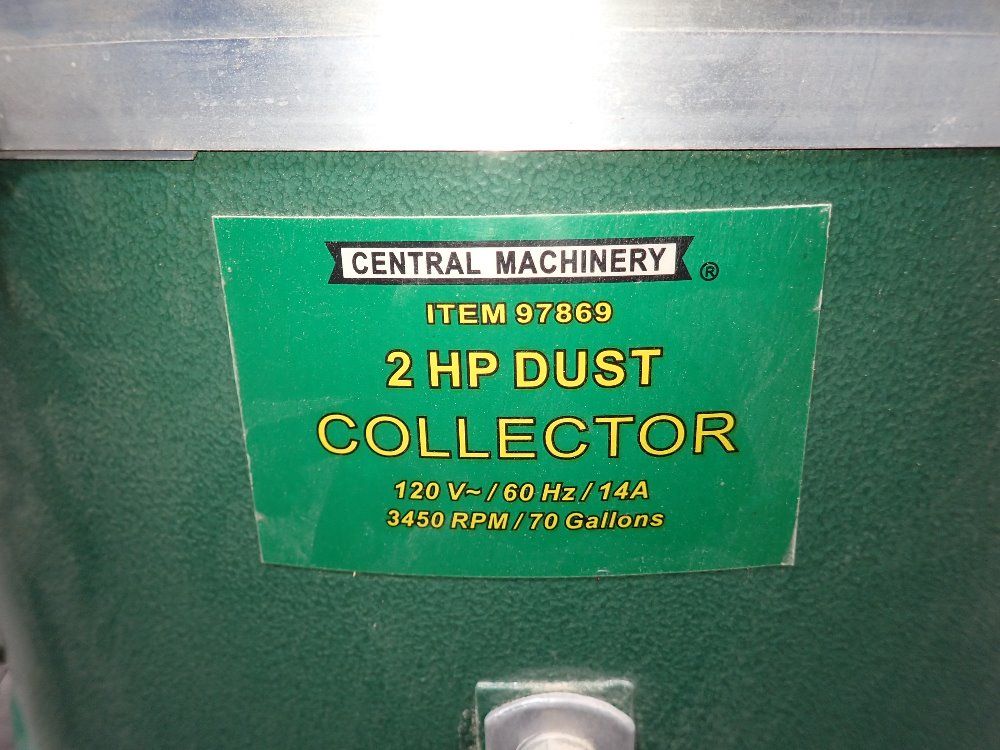 CENTRAL MACHINERY ®
ITEM 97869
2 HP DUST
COLLECTOR
120 V~ / 60 Hz / 14A
3450 RPM / 70 Gallons